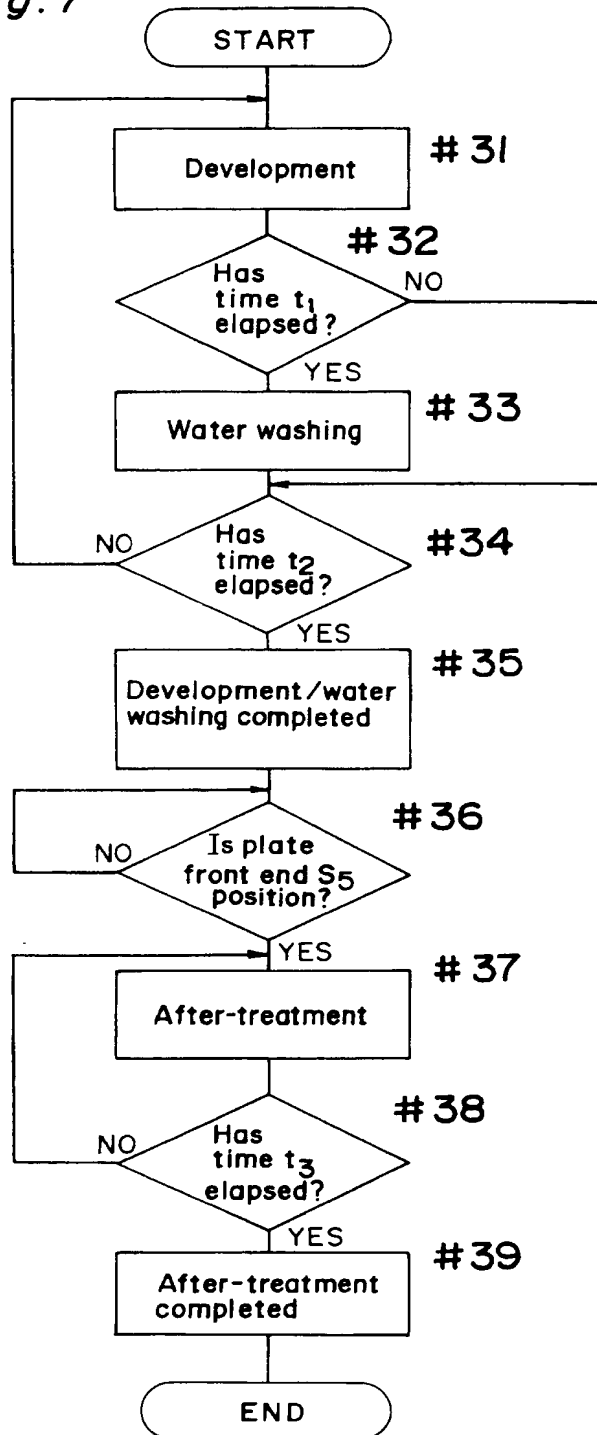 g. 7
START
Development
#31
#32
Has
time t1
elapsed?
NO
YES
Water washing
#33
Has
time t2
elapsed?
NO
#34
YES
Development/water
washing completed
#35
#36
Is plate
front end S5
position?
NO
YES
After-treatment
#37
#38
Has
time t3
elapsed?
NO
YES
After-treatment
completed
#39
END